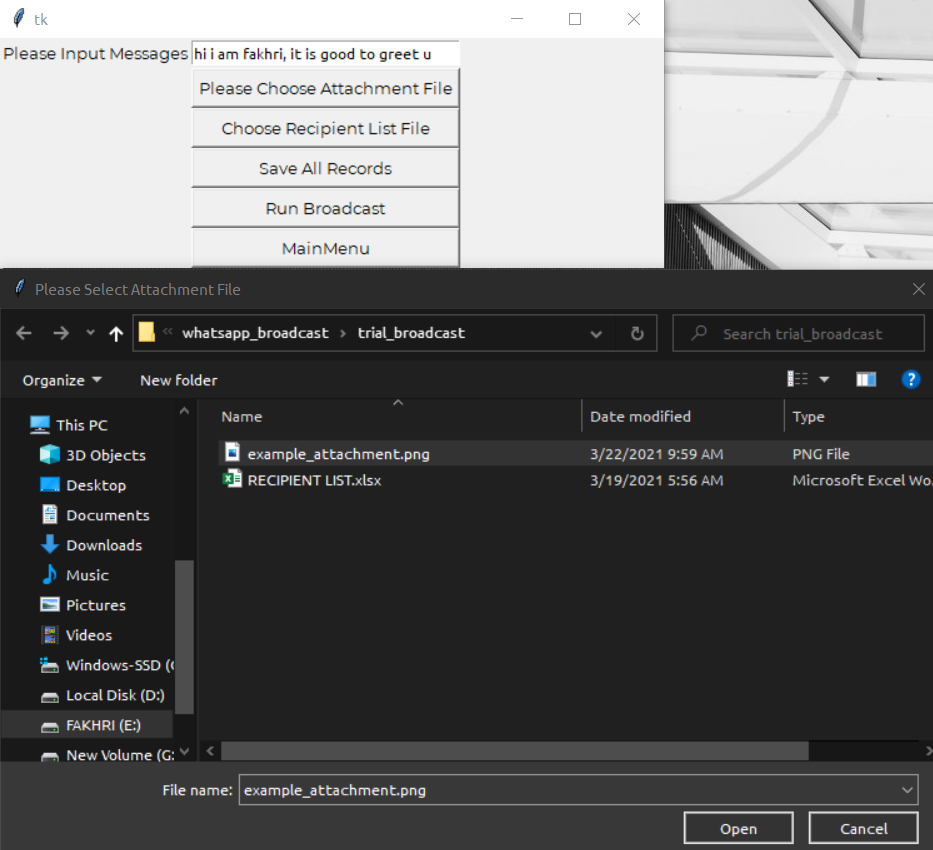 tk
Please Input Messages hi i am fakhri, it is good to greet u
Please Choose Attachment File
Choose Recipient List File
Save All Records
Run Broadcast
MainMenu
Please Select Attachment File
« whatsapp_broadcast › trial_broadcast Search trial_broadcast
Organize New folder
Name Date modified Type
example_attachment.png 3/22/2021 9:59 AM PNG File
RECIPIENT LIST.xlsx 3/19/2021 5:56 AM Microsoft Excel Wo
This PC
3D Objects
Desktop
Documents
Downloads
Music
Pictures
Videos
Windows-SSD (
Local Disk (D:)
FAKHRI (E:)
New Volume (G:
File name: example_attachment.png
Open Cancel